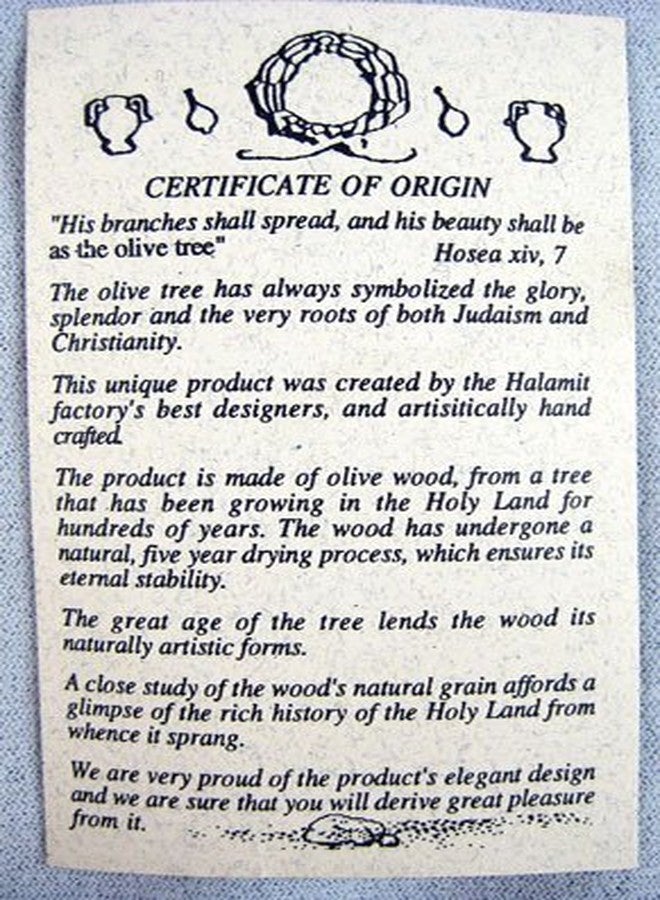 CERTIFICATE OF ORIGIN
"His branches shall spread, and his beauty shall be
as the olive tree"
Hosea xiv, 7
The olive tree has always symbolized the glory,
splendor and the very roots of both Judaism and
Christianity.
This unique product was created by the Halamit
factory's best designers, and artisitically hand
crafted.
The product is made of olive wood, from a tree
that has been growing in the Holy Land for
hundreds of years. The wood has undergone a
natural, five year drying process, which ensures its
eternal stability.
The great age of the tree lends the wood its
naturally artistic forms.
A close study of the wood's natural grain affords a
glimpse of the rich history of the Holy Land from
whence it sprang.
We are very proud of the product's elegant design
and we are sure that you will derive great pleasure
from it.